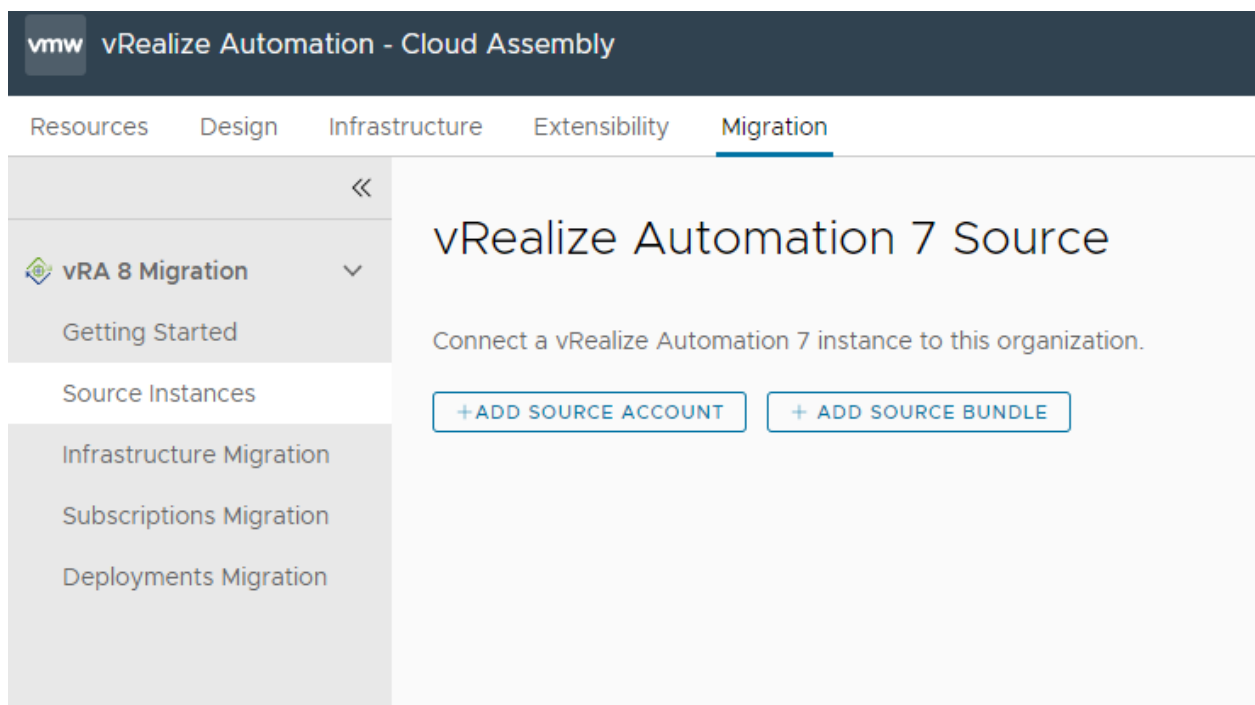 vmw vRealize Automation - Cloud Assembly
Resources Design Infrastructure Extensibility Migration
vRA 8 Migration
Getting Started
Source Instances
Infrastructure Migration
Subscriptions Migration
Deployments Migration
vRealize Automation 7 Source
Connect a vRealize Automation 7 instance to this organization.
+ADD SOURCE ACCOUNT + ADD SOURCE BUNDLE